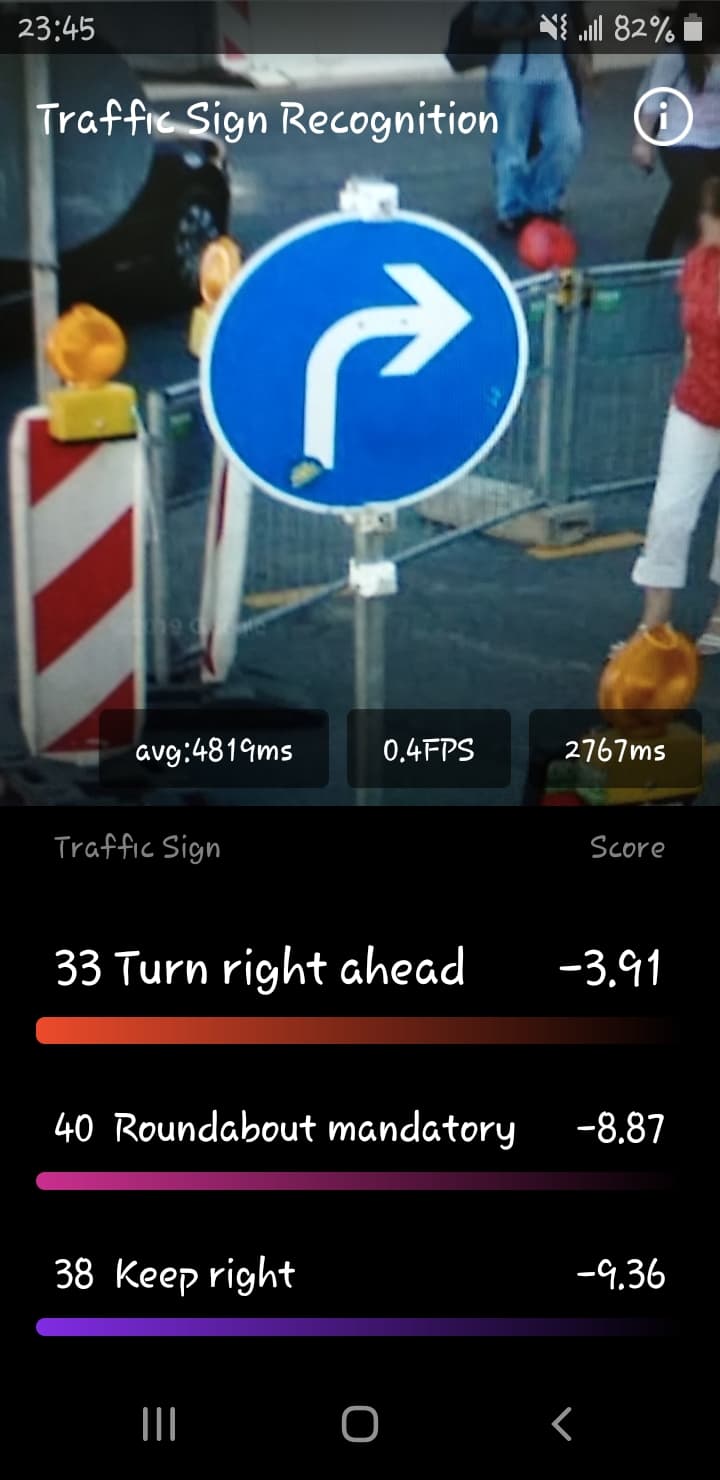 23:45 82%
Traffic Sign Recognition i
avg:4819ms 0.4FPS 2767ms
Traffic Sign Score
33 Turn right ahead -3.91
40 Roundabout mandatory -8.87
38 Keep right -9.36